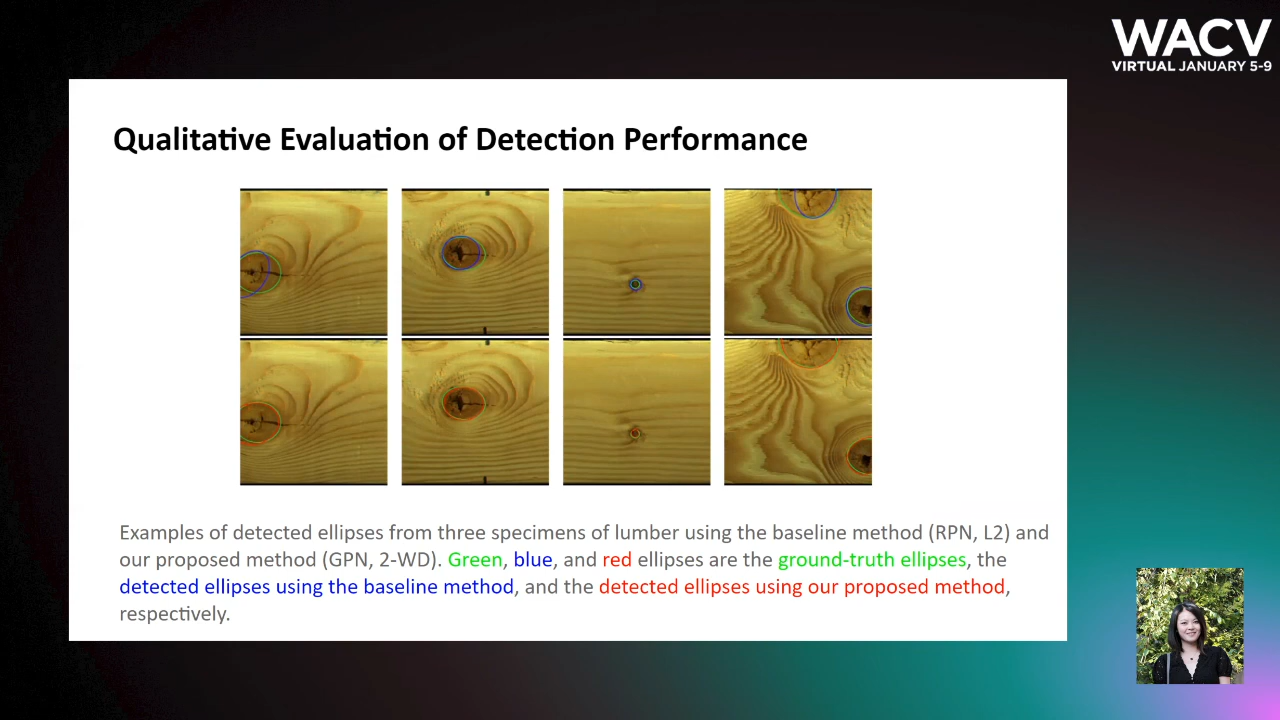 WACV
VIRTUAL JANUARY 5-9
Qualitative Evaluation of Detection Performance
Examples of detected ellipses from three specimens of lumber using the baseline method (RPN, L2) and
our proposed method (GPN, 2-WD). Green, blue, and red ellipses are the ground-truth ellipses, the
detected ellipses using the baseline method, and the detected ellipses using our proposed method,
respectively.